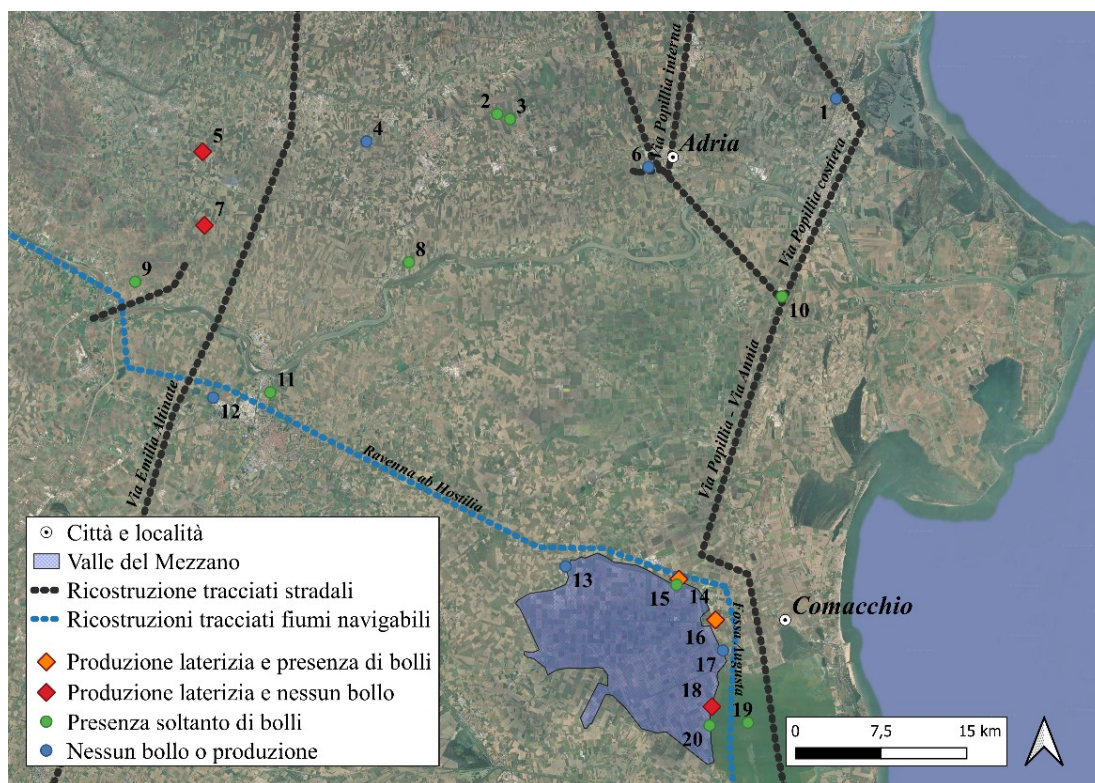 1
2
3
4
5
Via Popillia interna
Adria
6
7
Via Popillia costiera
8
9
10
11
12
Via Emilia Altinate
Ravenna ab Hostilia
Via Popillia - Via Annia
13
14
15
16
Comacchio
Fossa Augusta
17
18
19
20
Città e località
Valle del Mezzano
Ricostruzione tracciati stradali
Ricostruzioni tracciati fiumi navigabili
Produzione laterizia e presenza di bolli
Produzione laterizia e nessun bollo
Presenza soltanto di bolli
Nessun bollo o produzione
0 7,5 15 km